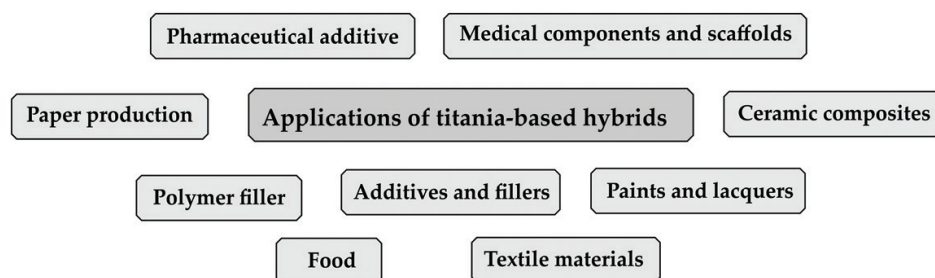 Pharmaceutical additive
Medical components and scaffolds
Paper production
Applications of titania-based hybrids
Ceramic composites
Polymer filler
Additives and fillers
Paints and lacquers
Food
Textile materials